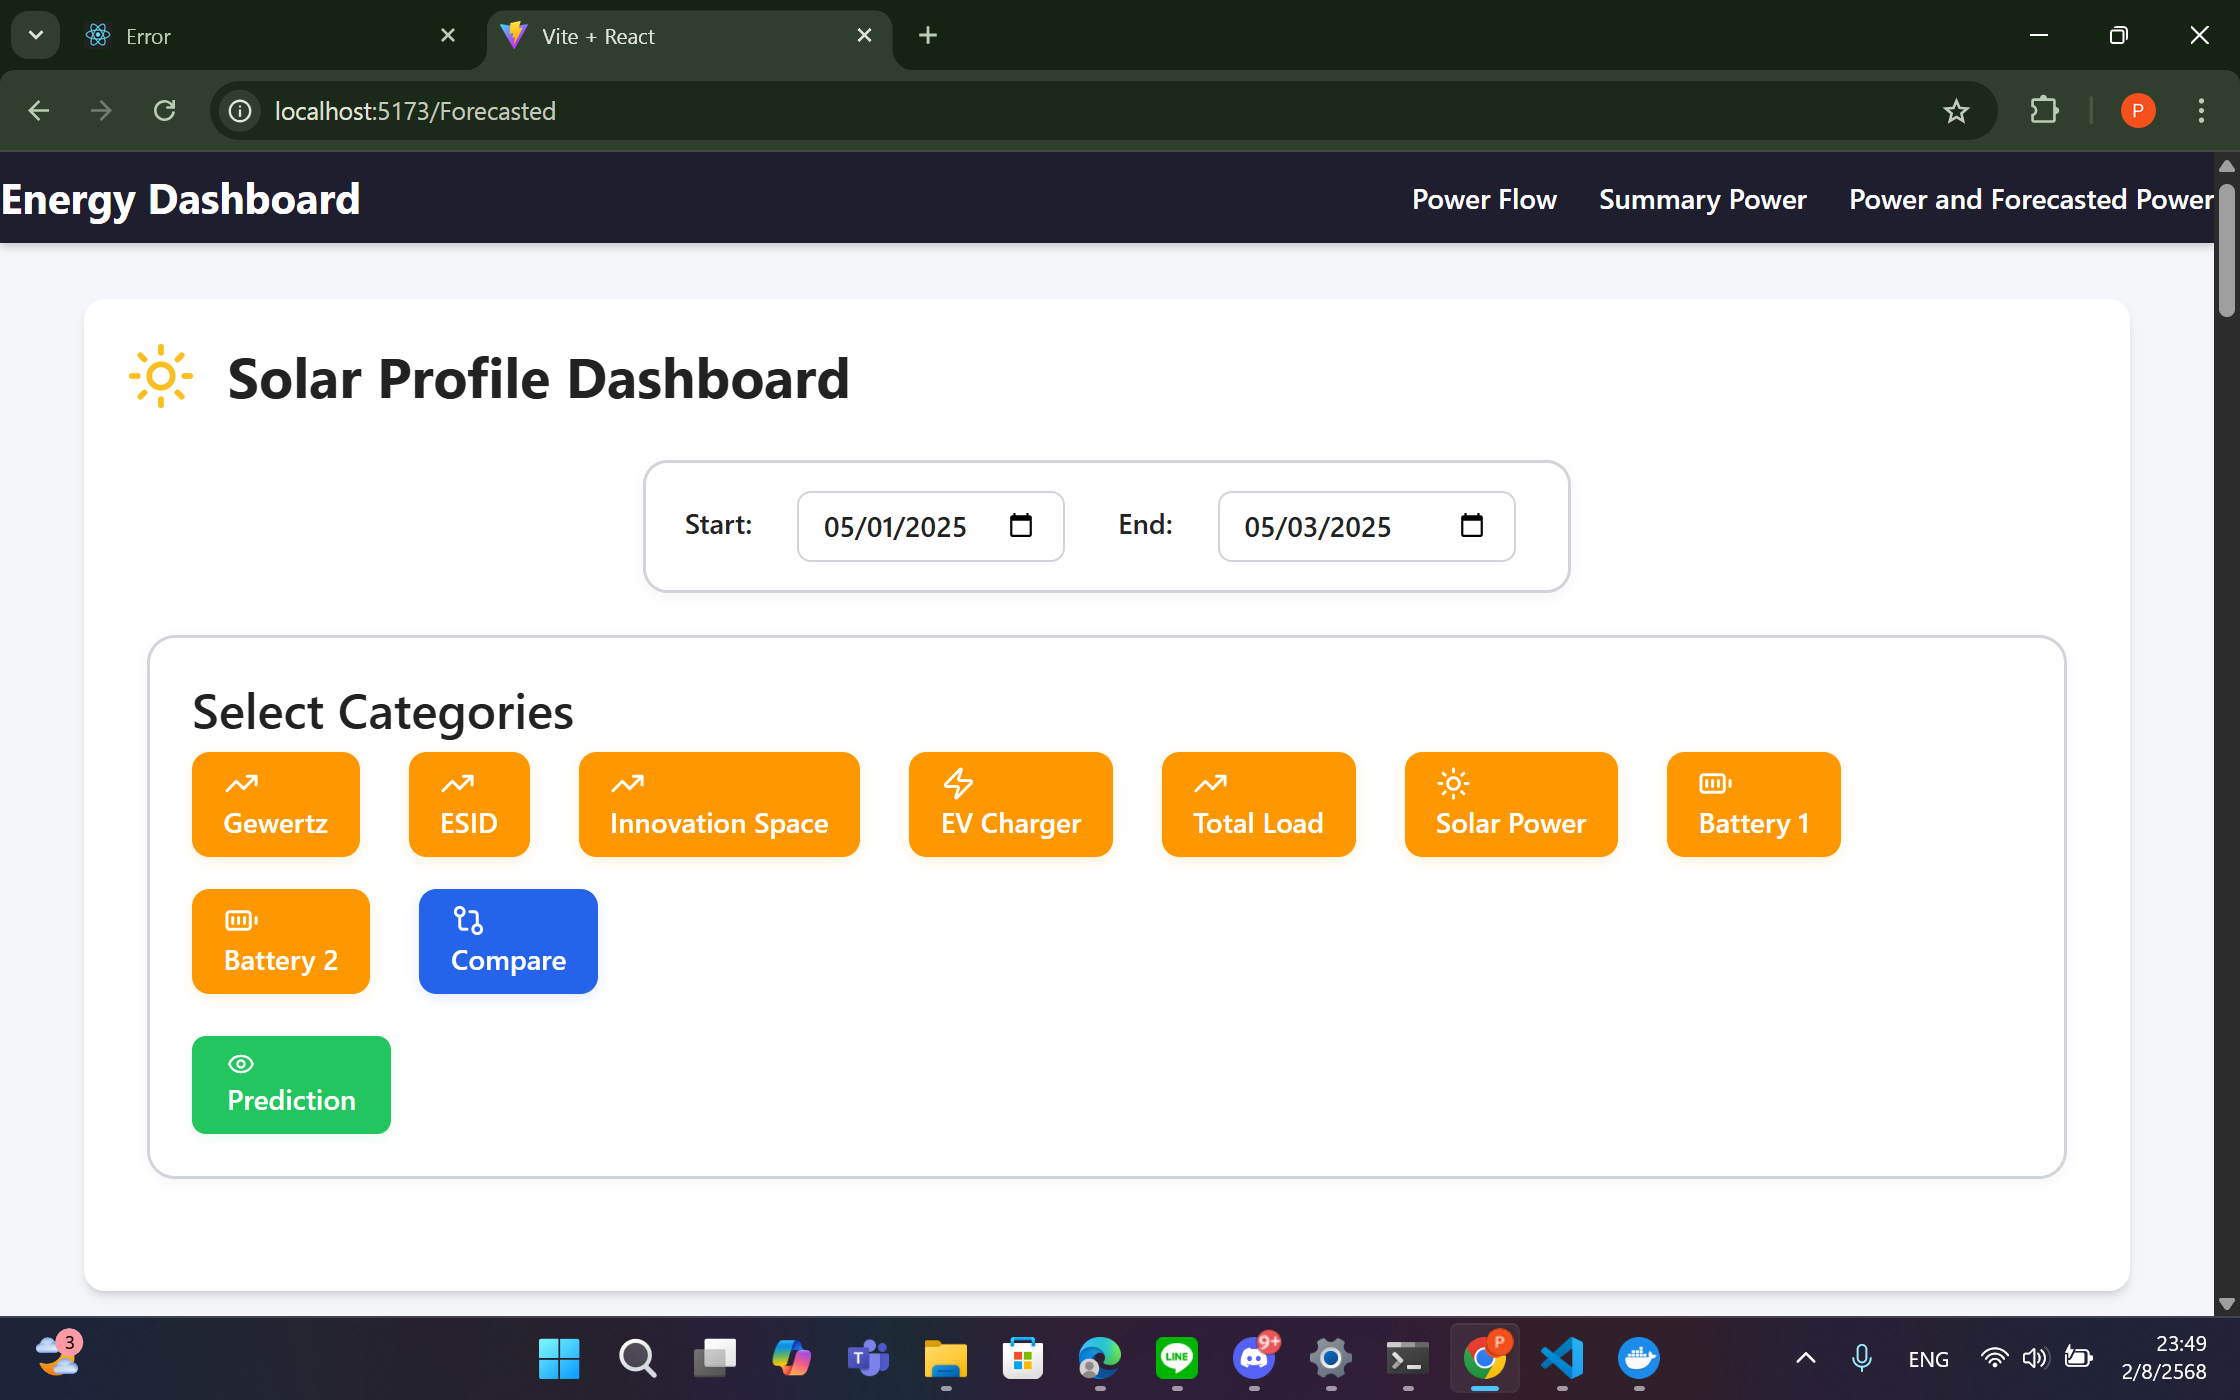 Error
Vite + React
localhost:5173/Forecasted
P
Energy Dashboard
Power Flow
Summary Power
Power and Forecasted Power
Solar Profile Dashboard
Start:
05/01/2025
End:
05/03/2025
Select Categories
Gewertz
ESID
Innovation Space
EV Charger
Total Load
Solar Power
Battery 1
Battery 2
Compare
Prediction
3
T
LINE
9+
P
ENG
23:49
2/8/2568